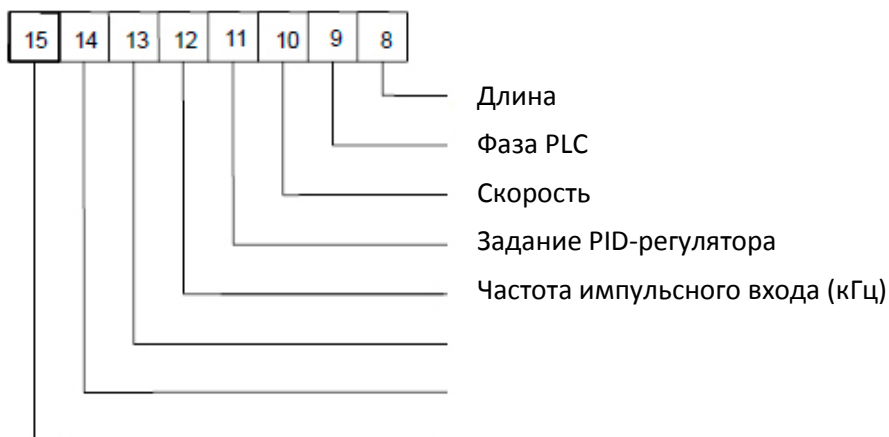 15 14 13 12 11 10 9 8
Длина
Фаза PLC
Скорость
Задание PID-регулятора
Частота импульсного входа (кГц)